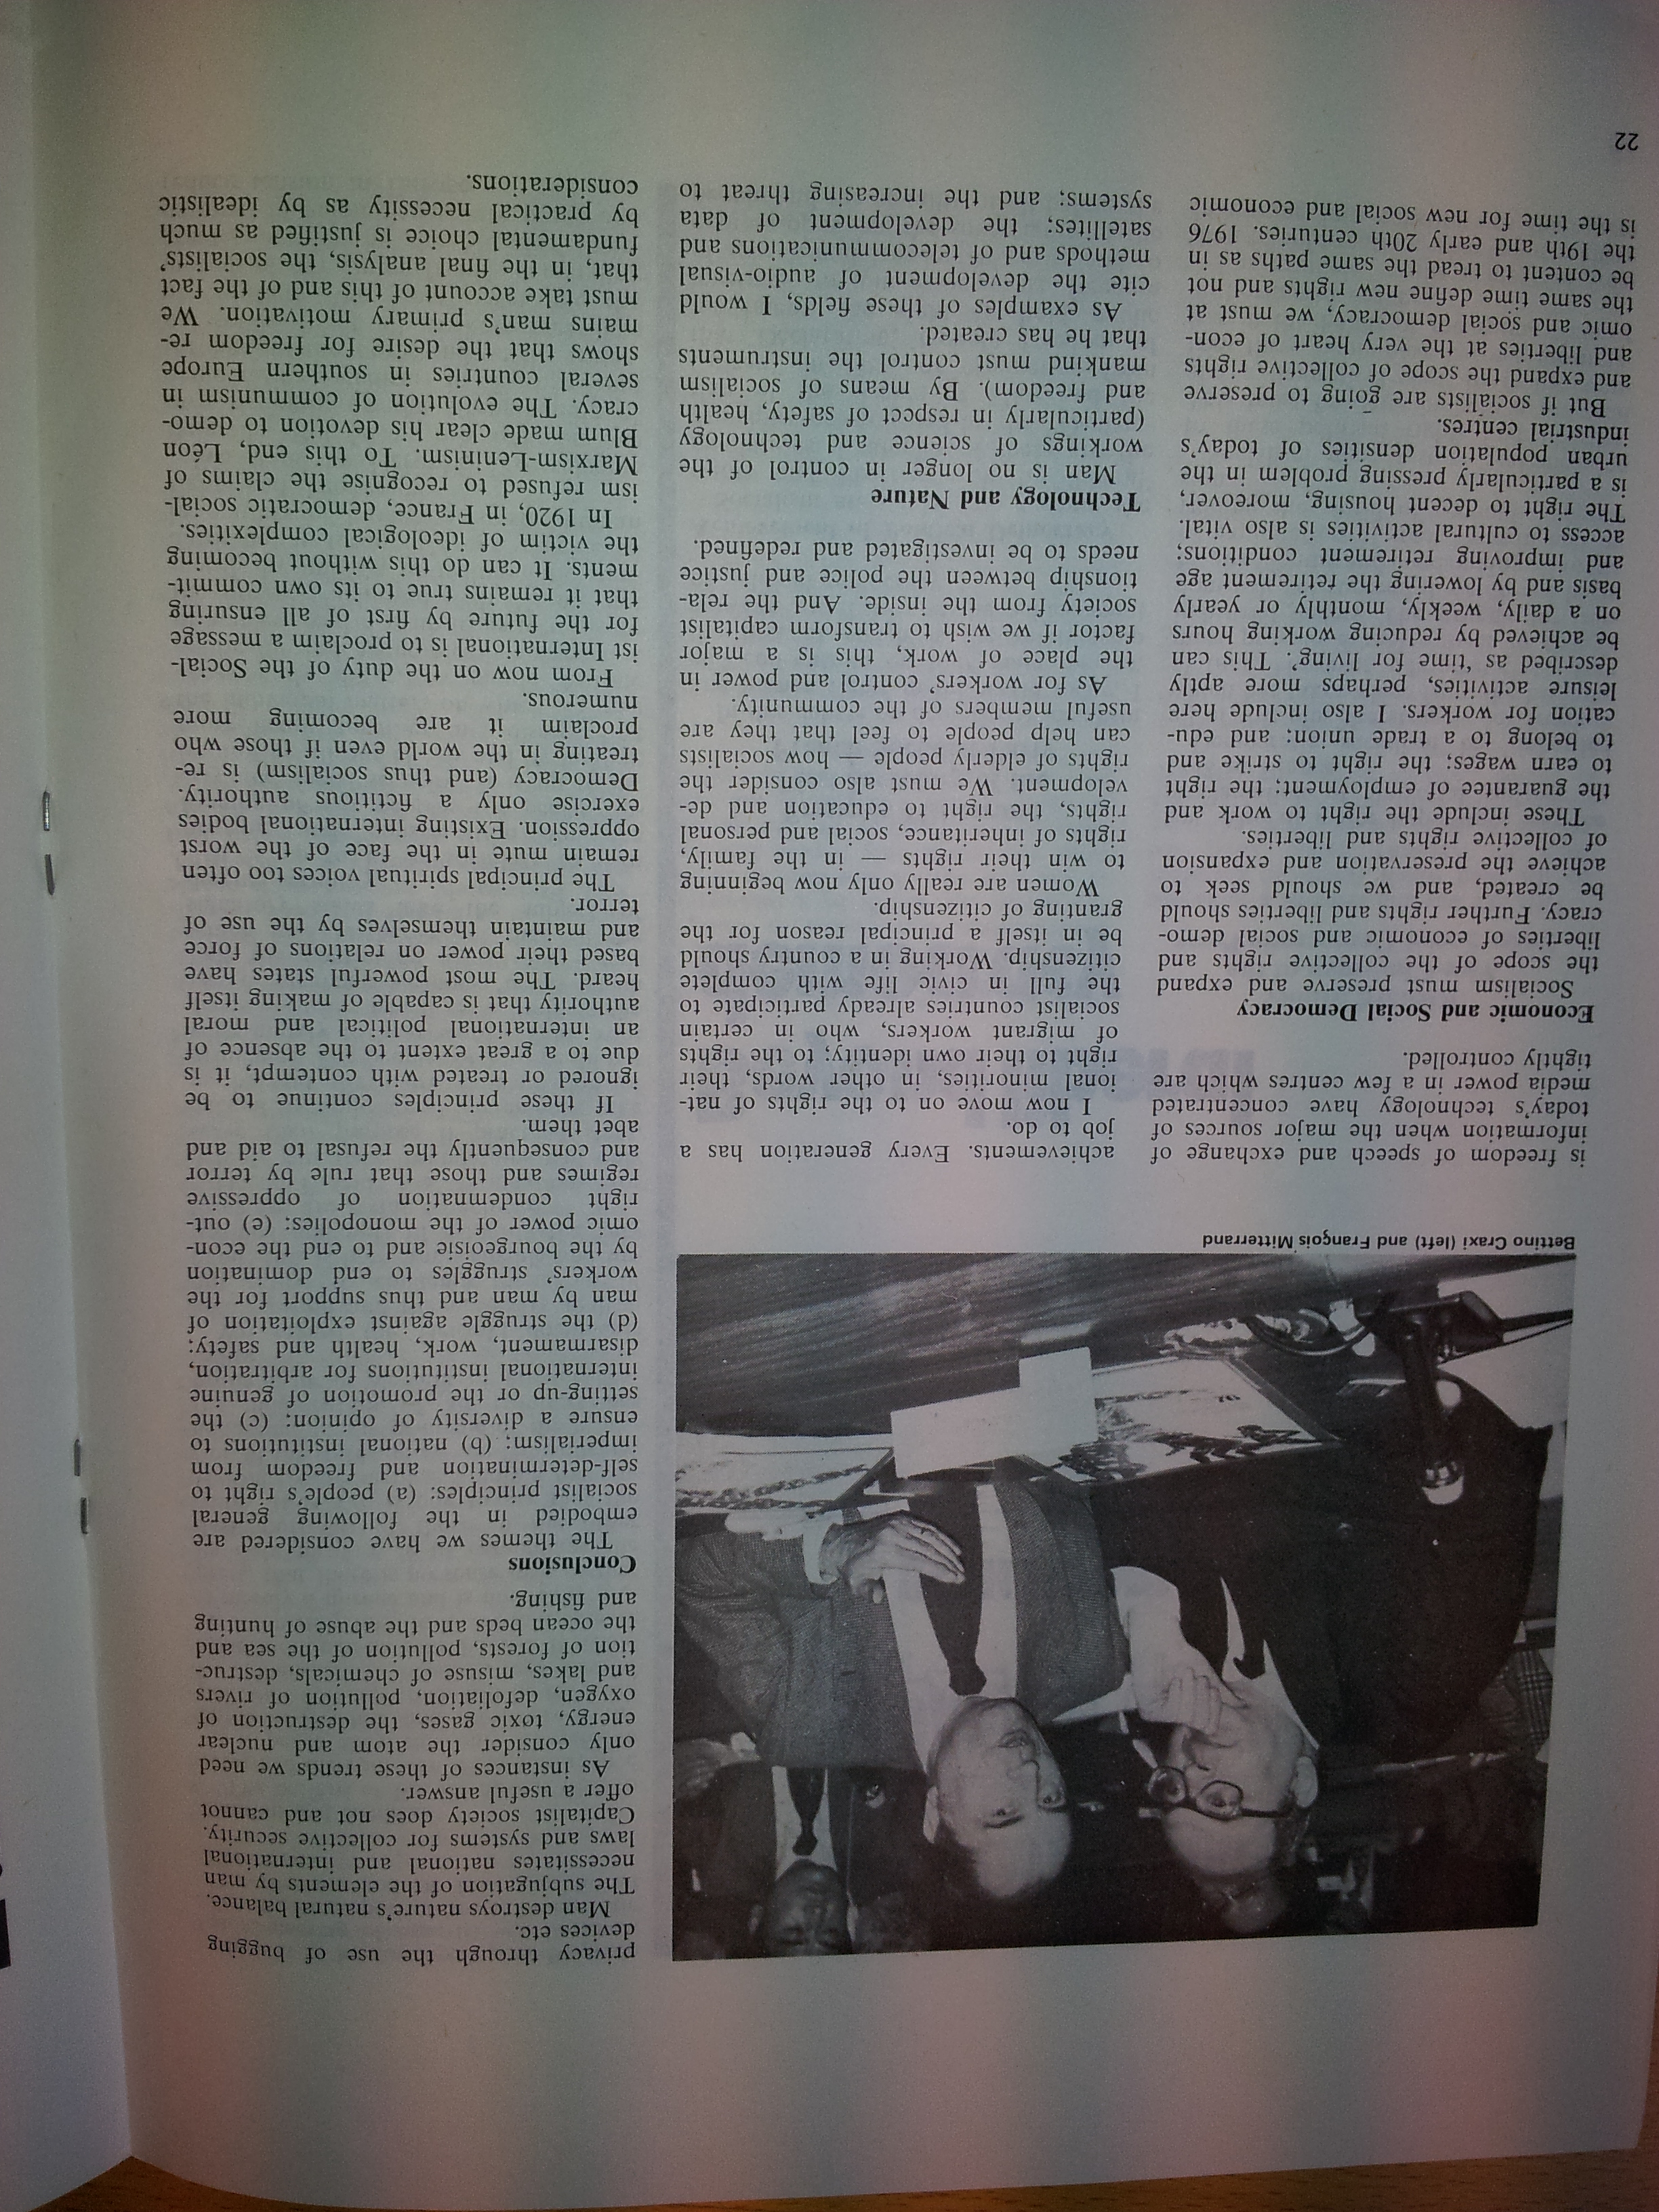 Bettino Craxi (left) and François Mitterrand
is freedom of speech and exchange of
information when the major sources of
today's technology have concentrated
media power in a few centres which are
tightly controlled.
Economic and Social Democracy
Socialism must preserve and expand
the scope of the collective rights and
liberties of economic and social demo-
cracy. Further rights and liberties should
be created, and we should seek to
achieve the preservation and expansion
of collective rights and liberties.
These include the right to work and
the guarantee of employment; the right
to earn wages; the right to strike and
to belong to a trade union; and edu-
cation for workers. I also include here
leisure activities, perhaps more aptly
described as 'time for living'. This can
be achieved by reducing working hours
on a daily, weekly, monthly or yearly
basis and by lowering the retirement age
and improving retirement conditions;
access to cultural activities is also vital.
The right to decent housing, moreover,
is a particularly pressing problem in the
urban population densities of today's
industrial centres.
But if socialists are going to preserve
and expand the scope of collective rights
and liberties at the very heart of econ-
omic and social democracy, we must at
the same time define new rights and not
be content to tread the same paths as in
the 19th and early 20th centuries. 1976
is the time for new social and economic
achievements. Every generation has a
job to do.
I now move on to the rights of nat-
ional minorities, in other words, their
right to their own identity; to the rights
of migrant workers, who in certain
socialist countries already participate to
the full in civic life with complete
citizenship. Working in a country should
be in itself a principal reason for the
granting of citizenship.
Women are really only now beginning
to win their rights — in the family,
rights of inheritance, social and personal
rights, the right to education and de-
velopment. We must also consider the
rights of elderly people — how socialists
can help people to feel that they are
useful members of the community.
As for workers' control and power in
the place of work, this is a major
factor if we wish to transform capitalist
society from the inside. And the rela-
tionship between the police and justice
needs to be investigated and redefined.
Technology and Nature
Man is no longer in control of the
workings of science and technology
(particularly in respect of safety, health
and freedom). By means of socialism
mankind must control the instruments
that he has created.
As examples of these fields, I would
cite the development of audio-visual
methods and of telecommunications and
satellites; the development of data
systems; and the increasing threat to
privacy through the use of bugging
devices etc.
Man destroys nature's natural balance.
The subjugation of the elements by man
necessitates national and international
laws and systems for collective security.
Capitalist society does not and cannot
offer a useful answer.
As instances of these trends we need
only consider the atom and nuclear
energy, toxic gases, the destruction of
oxygen, defoliation, pollution of rivers
and lakes, misuse of chemicals, destruc-
tion of forests, pollution of the sea and
the ocean beds and the abuse of hunting
and fishing.
Conclusions
The themes we have considered are
embodied in the following general
socialist principles: (a) people's right to
self-determination and freedom from
imperialism; (b) national institutions to
ensure a diversity of opinion; (c) the
setting-up or the promotion of genuine
international institutions for arbitration,
disarmament, work, health and safety;
(d) the struggle against exploitation of
man by man and thus support for the
workers' struggles to end domination
by the bourgeoisie and to end the econ-
omic power of the monopolies; (e) out-
right condemnation of oppressive
regimes and those that rule by terror
and consequently the refusal to aid and
abet them.
If these principles continue to be
ignored or treated with contempt, it is
due to a great extent to the absence of
an international political and moral
authority that is capable of making itself
heard. The most powerful states have
based their power on relations of force
and maintain themselves by the use of
terror.
The principal spiritual voices too often
remain mute in the face of the worst
oppression. Existing international bodies
exercise only a fictitious authority.
Democracy (and thus socialism) is re-
treating in the world even if those who
proclaim it are becoming more
numerous.
From now on the duty of the Social-
ist International is to proclaim a message
for the future by first of all ensuring
that it remains true to its own commit-
ments. It can do this without becoming
the victim of ideological complexities.
In 1920, in France, democratic social-
ism refused to recognise the claims of
Marxism-Leninism. To this end, Léon
Blum made clear his devotion to demo-
cracy. The evolution of communism in
several countries in southern Europe
shows that the desire for freedom re-
mains man's primary motivation. We
must take account of this and of the fact
that, in the final analysis, the socialists'
fundamental choice is justified as much
by practical necessity as by idealistic
considerations.
22